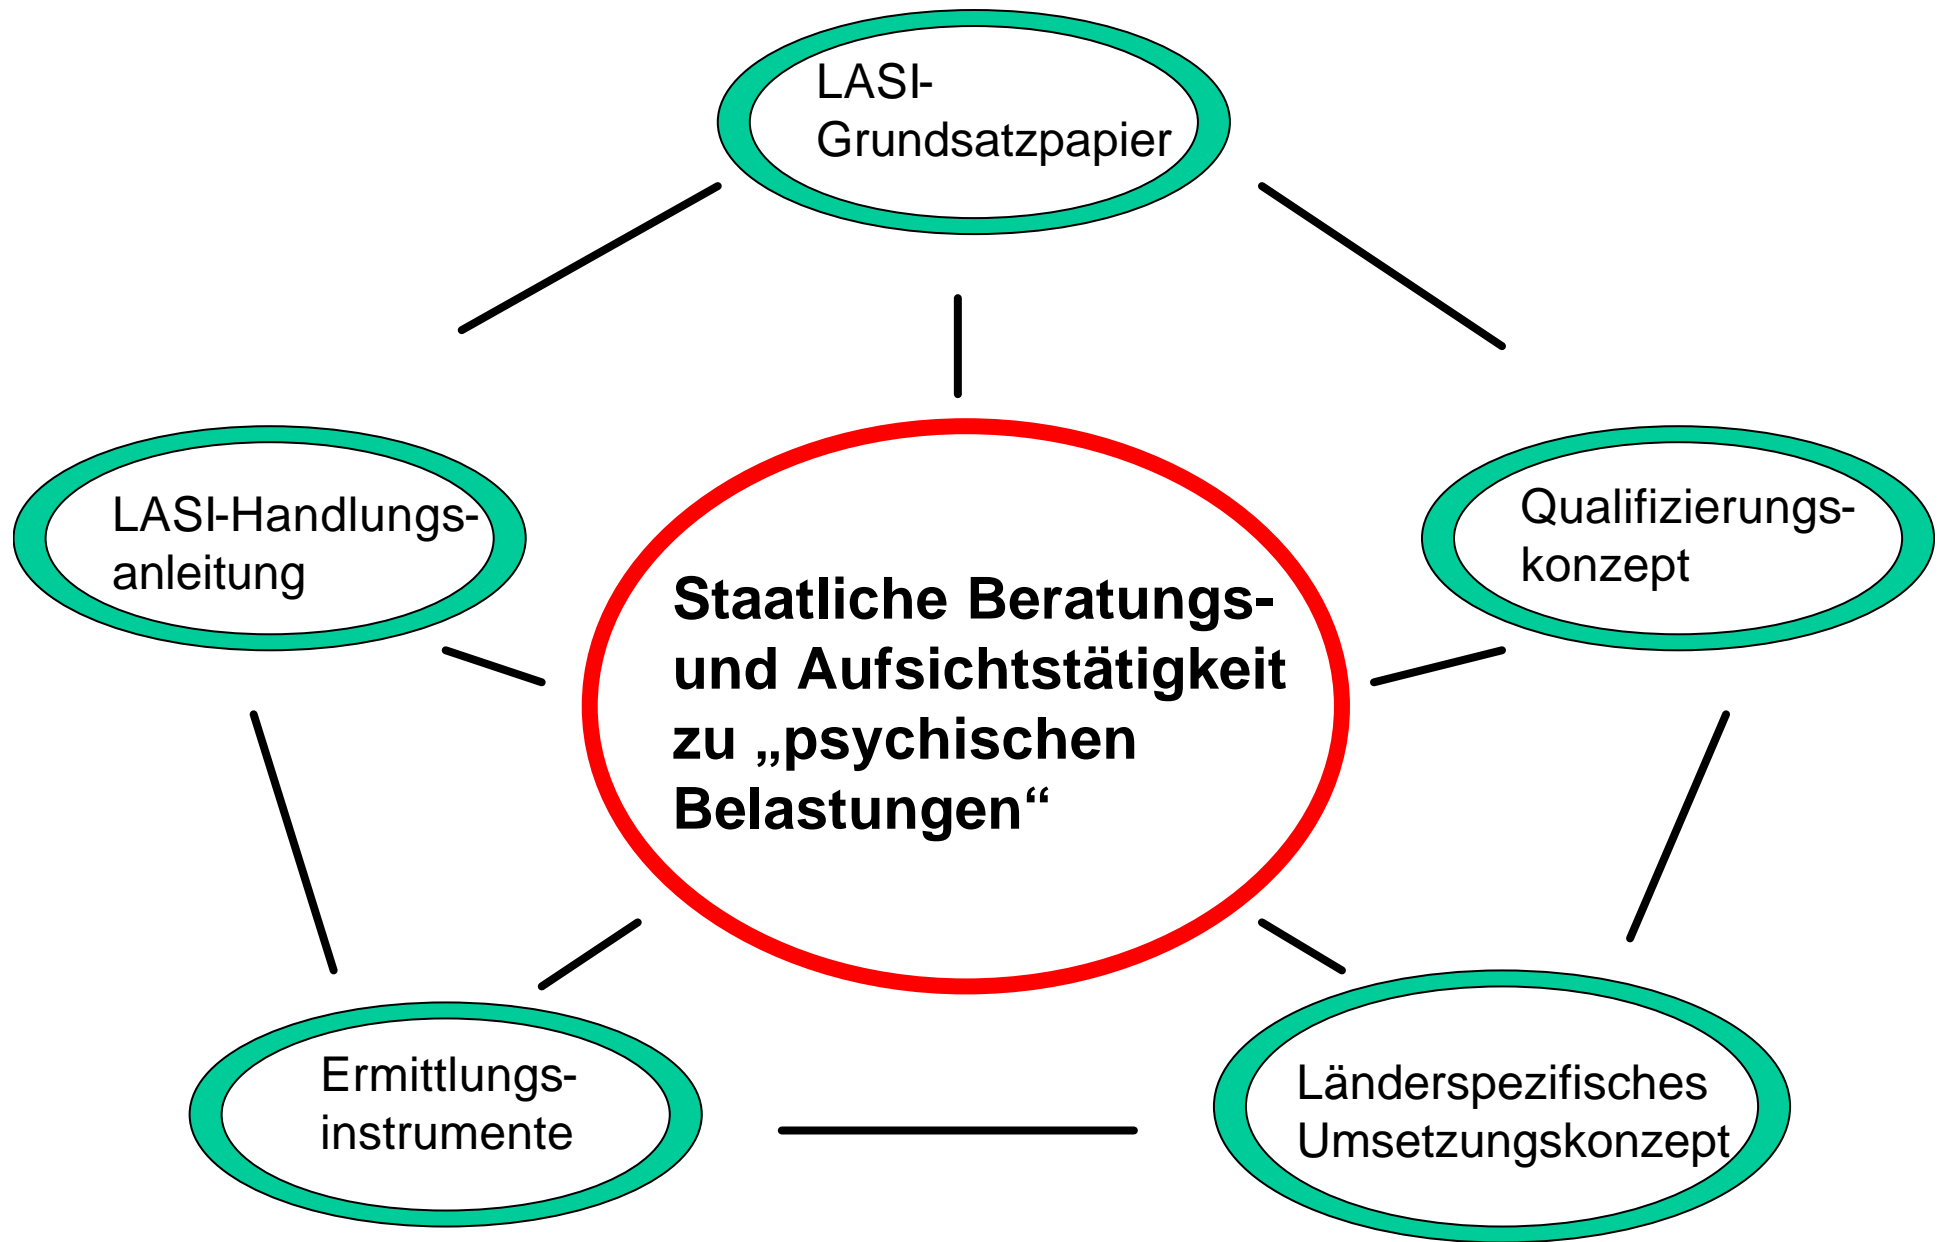 LASI-
Grundsatzpapier
LASI-Handlungs-
anleitung
Qualifizierungs-
konzept
Staatliche Beratungs-
und Aufsichtstätigkeit
zu „psychischen
Belastungen“
Ermittlungs-
instrumente
Länderspezifisches
Umsetzungskonzept